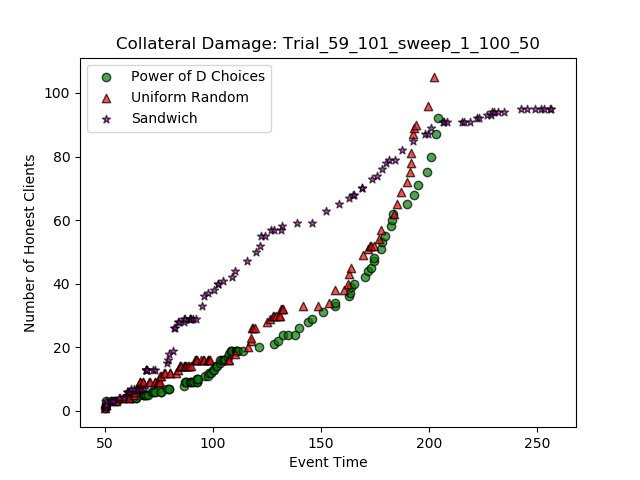 Collateral Damage: Trial_59_101_sweep_1_100_50
Power of D Choices
Uniform Random
Sandwich
Number of Honest Clients
100
80
60
40
20
0
50
100
150
200
250
Event Time